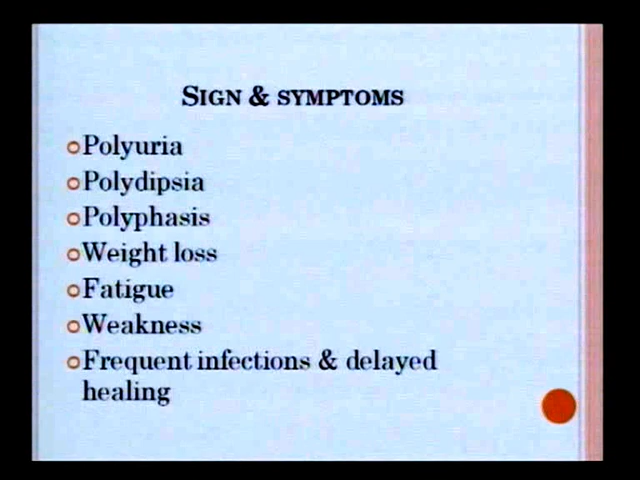 SIGN & SYMPTOMS
Polyuria
Polydipsia
Polyphasis
Weight loss
Fatigue
Weakness
Frequent infections & delayed
healing